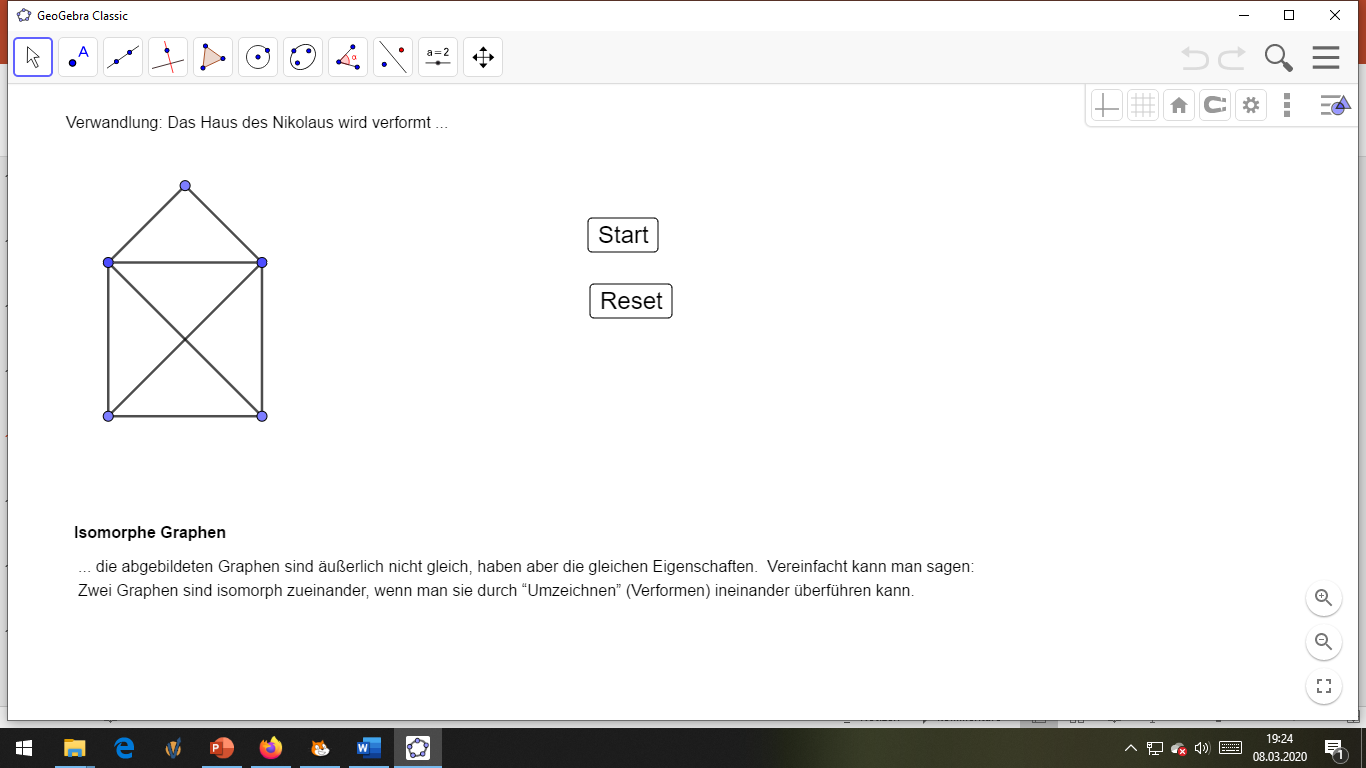 GeoGebra Classic
A
α
a=2
Verwandlung: Das Haus des Nikolaus wird verformt ...
Start
Reset
Isomorphe Graphen
... die abgebildeten Graphen sind äußerlich nicht gleich, haben aber die gleichen Eigenschaften. Vereinfacht kann man sagen:
Zwei Graphen sind isomorph zueinander, wenn man sie durch “Umzeichnen” (Verformen) ineinander überführen kann.
19:24
08.03.2020
1